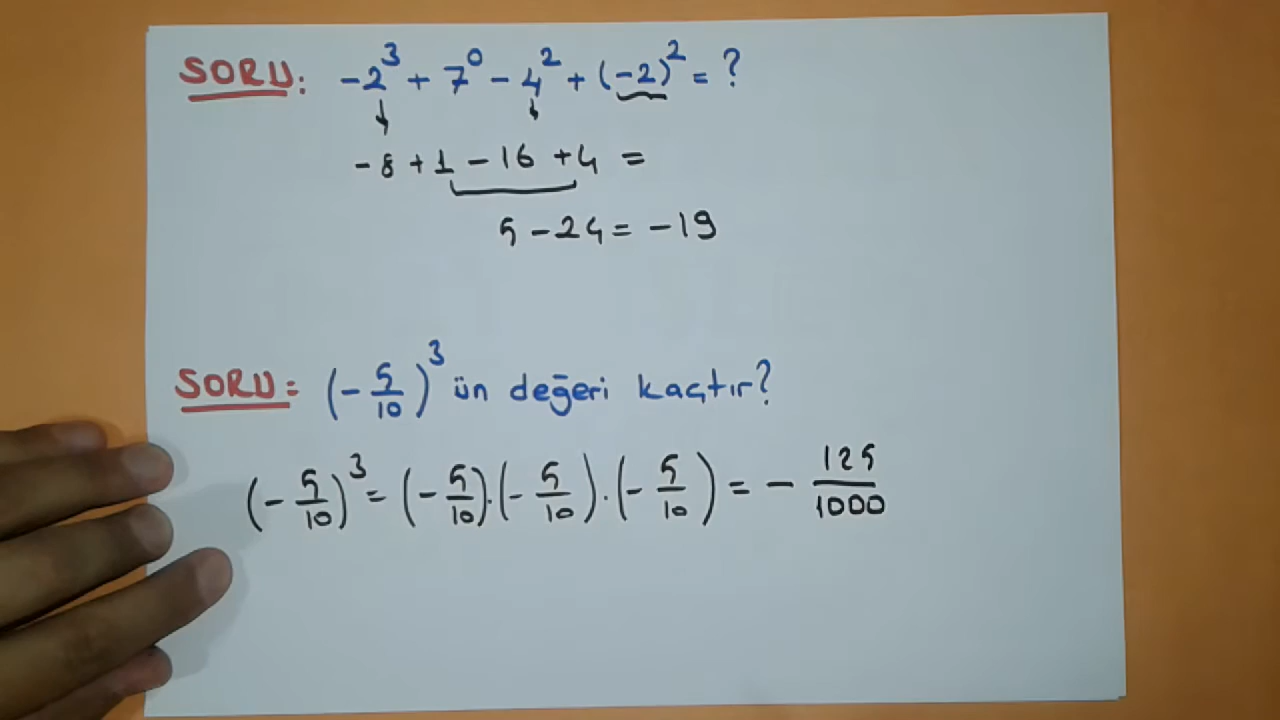 SORU: -2³ + 7⁰ - 4² + (-2)² = ?
-8 + 1 - 16 + 4 =
5 - 24 = -19
SORU = (-5/10)³ ün değeri kaçtır?
(-5/10)³ = (-5/10).(-5/10).(-5/10) = - 125/1000